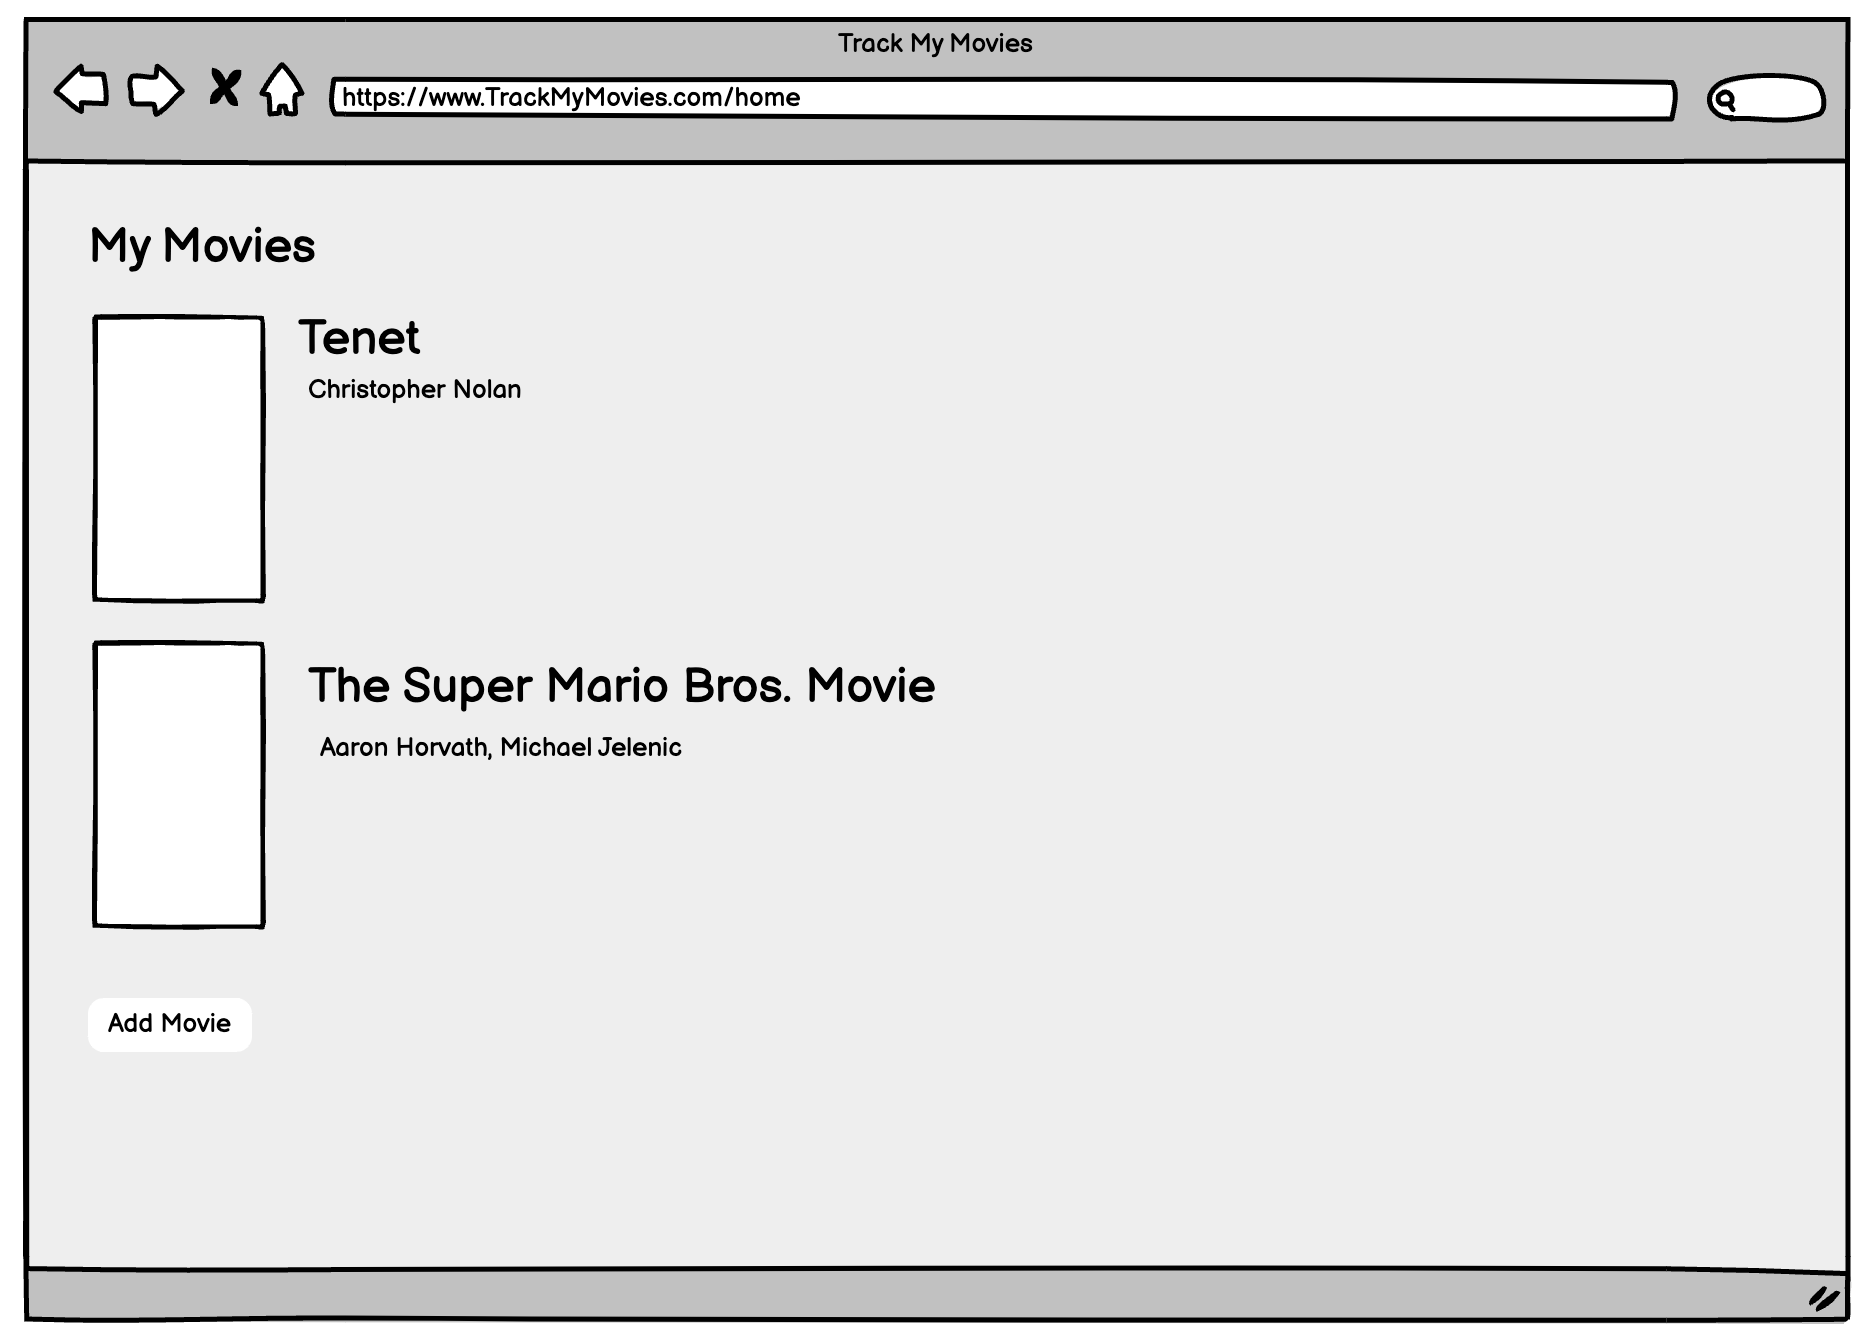 Track My Movies
https://www.TrackMyMovies.com/home
My Movies
Tenet
Christopher Nolan
The Super Mario Bros. Movie
Aaron Horvath, Michael Jelenic
Add Movie